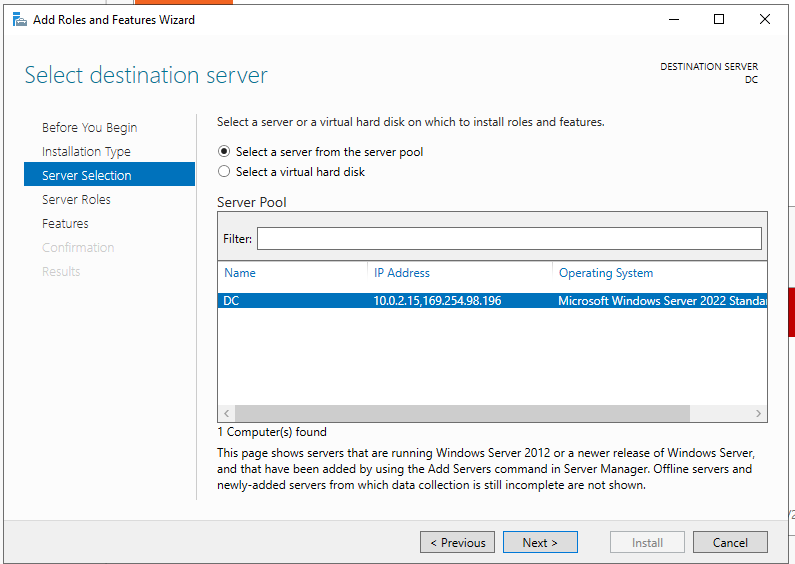 Add Roles and Features Wizard
Select destination server
DESTINATION SERVER
DC
Before You Begin
Installation Type
Server Selection
Server Roles
Features
Confirmation
Results
Select a server or a virtual hard disk on which to install roles and features.
Select a server from the server pool
Select a virtual hard disk
Server Pool
Filter:
Name IP Address Operating System
DC 10.0.2.15,169.254.98.196 Microsoft Windows Server 2022 Standa
1 Computer(s) found
This page shows servers that are running Windows Server 2012 or a newer release of Windows Server,
and that have been added by using the Add Servers command in Server Manager. Offline servers and
newly-added servers from which data collection is still incomplete are not shown.
< Previous Next > Install Cancel